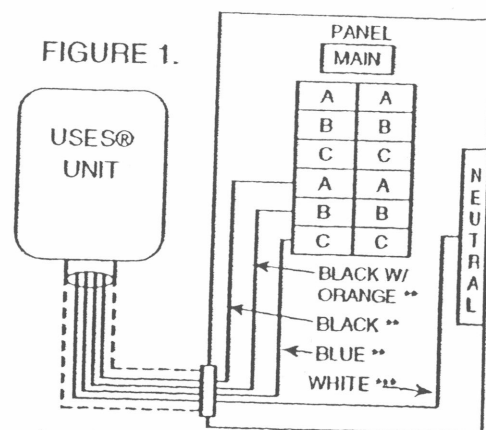 FIGURE 1.
PANEL
MAIN
USES®
UNIT
A A
B B
C C
A A
B B
C C
NEUTRAL
BLACK W/
ORANGE **
BLACK **
BLUE **
WHITE ***